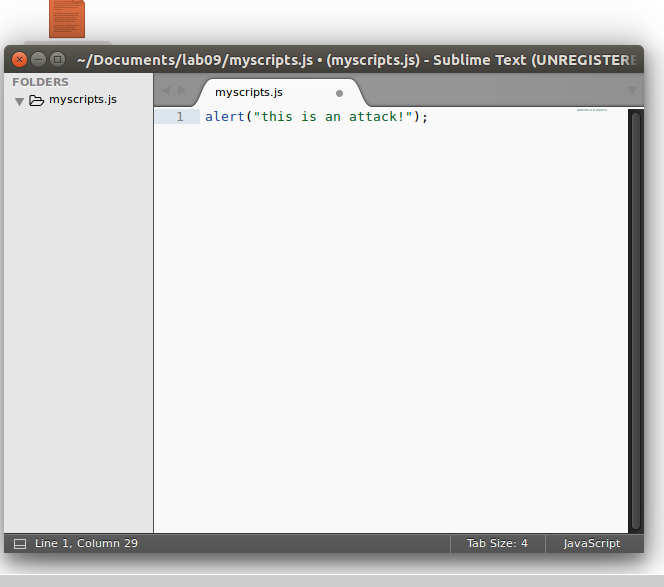 ~/Documents/lab09/myscripts.js • (myscripts.js) - Sublime Text (UNREGISTERE
FOLDERS
myscripts.js
myscripts.js
1 alert("this is an attack!");
Line 1, Column 29
Tab Size: 4
JavaScript